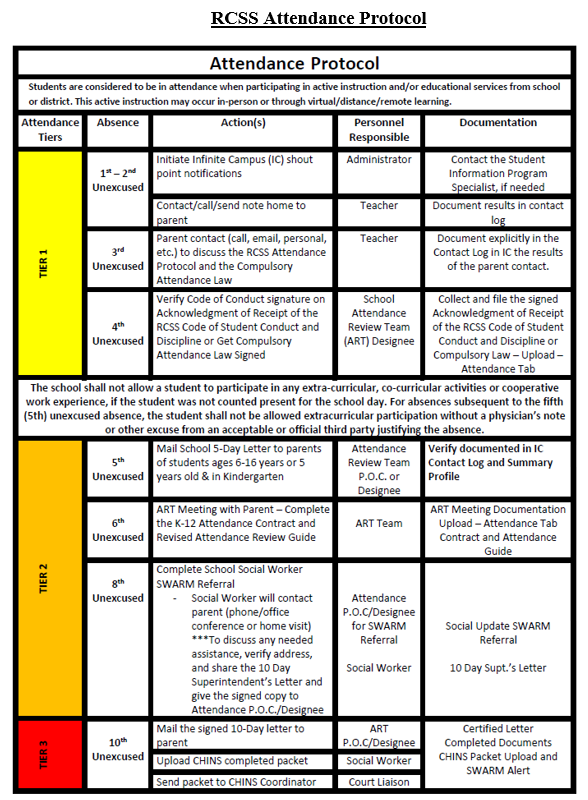 RCSS Attendance Protocol
Attendance Protocol
Students are considered to be in attendance when participating in active instruction and/or educational services from school
or district. This active instruction may occur in-person or through virtual/distance/remote learning.
Attendance
Tiers
Absence
Action(s)
Personnel
Responsible
Documentation
TIER 1
1st – 2nd
Unexcused
Initiate Infinite Campus (IC) shout
point notifications
Administrator
Contact the Student
Information Program
Specialist, if needed
Contact/call/send note home to
parent
Teacher
Document results in contact
log
3rd
Unexcused
Parent contact (call, email, personal,
etc.) to discuss the RCSS Attendance
Protocol and the Compulsory
Attendance Law
Teacher
Document explicitly in the
Contact Log in IC the results
of the parent contact.
4th
Unexcused
Verify Code of Conduct signature on
Acknowledgment of Receipt of the
RCSS Code of Student Conduct and
Discipline or Get Compulsory
Attendance Law Signed
School
Attendance
Review Team
(ART) Designee
Collect and file the signed
Acknowledgment of Receipt
of the RCSS Code of Student
Conduct and Discipline or
Compulsory Law – Upload –
Attendance Tab
The school shall not allow a student to participate in any extra-curricular, co-curricular activities or cooperative
work experience, if the student was not counted present for the school day. For absences subsequent to the fifth
(5th) unexcused absence, the student shall not be allowed extracurricular participation without a physician's note
or other excuse from an acceptable or official third party justifying the absence.
TIER 2
5th
Unexcused
Mail School 5-Day Letter to parents
of students ages 6-16 years or 5
years old & in Kindergarten
Attendance
Review Team
P.O.C. or
Designee
Verify documented in IC
Contact Log and Summary
Profile
6th
Unexcused
ART Meeting with Parent – Complete
the K-12 Attendance Contract and
Revised Attendance Review Guide
ART Team
ART Meeting Documentation
Upload – Attendance Tab
Contract and Attendance
Guide
8th
Unexcused
Complete School Social Worker
SWARM Referral
- Social Worker will contact
parent (phone/office
conference or home visit)
***To discuss any needed
assistance, verify address,
and share the 10 Day
Superintendent's Letter and
give the signed copy to
Attendance P.O.C./Designee
Attendance
P.O.C/Designee
for SWARM
Referral
Social Worker
Social Update SWARM
Referral
10 Day Supt.'s Letter
TIER 3
10th
Unexcused
Mail the signed 10-Day letter to
parent
ART
P.O.C/Designee
Certified Letter
Completed Documents
CHINS Packet Upload and
SWARM Alert
Upload CHINS completed packet
Social Worker
Send packet to CHINS Coordinator
Court Liaison